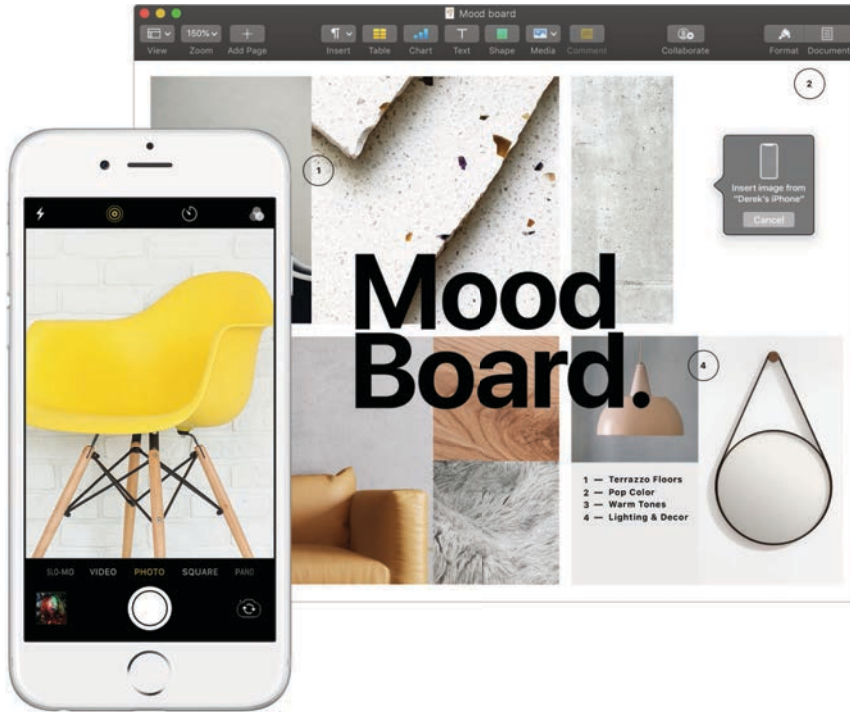 Mood board
150%
View
Zoom
Add Page
Insert
Table
Chart
Text
Shape
Media
Comment
Collaborate
Format
Document
2
1
Insert image from
"Derek's iPhone"
Cancel
Mood
Board.
4
1 — Terrazzo Floors
2 — Pop Color
3 — Warm Tones
4 — Lighting & Decor
SLO-MO VIDEO PHOTO SQUARE PANO